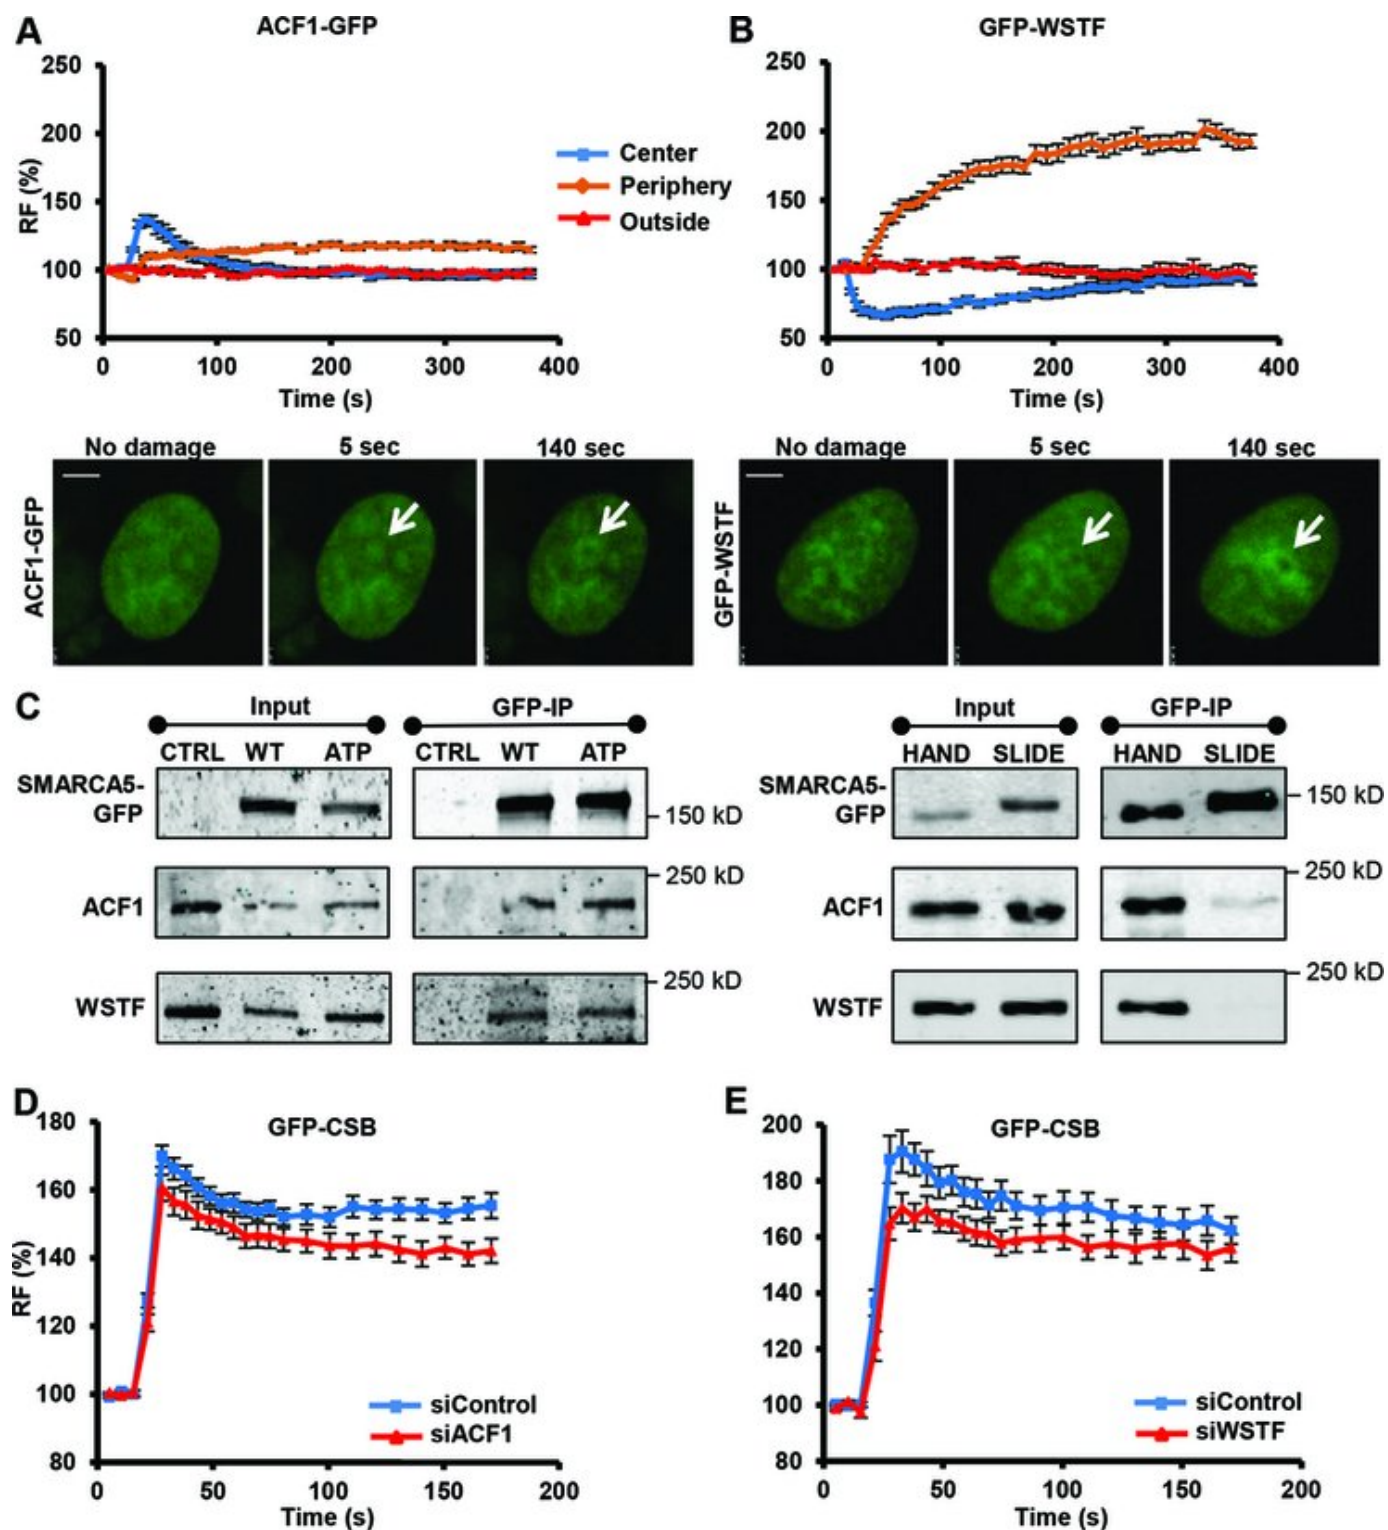 A
ACF1-GFP
250
200
150
100
50
RF (%)
0 100 200 300 400
Time (s)
Center
Periphery
Outside
B
GFP-WSTF
250
200
150
100
50
0 100 200 300 400
Time (s)
No damage 5 sec 140 sec
ACF1-GFP
No damage 5 sec 140 sec
GFP-WSTF
C
Input GFP-IP
CTRL WT ATP CTRL WT ATP
SMARCA5-
GFP
150 kD
250 kD
ACF1
250 kD
WSTF
Input GFP-IP
HAND SLIDE HAND SLIDE
SMARCA5-
GFP
150 kD
250 kD
ACF1
250 kD
WSTF
D
GFP-CSB
180
160
140
120
100
80
RF (%)
siControl
siACF1
0 50 100 150 200
Time (s)
E
GFP-CSB
200
180
160
140
120
100
80
siControl
siWSTF
0 50 100 150 200
Time (s)